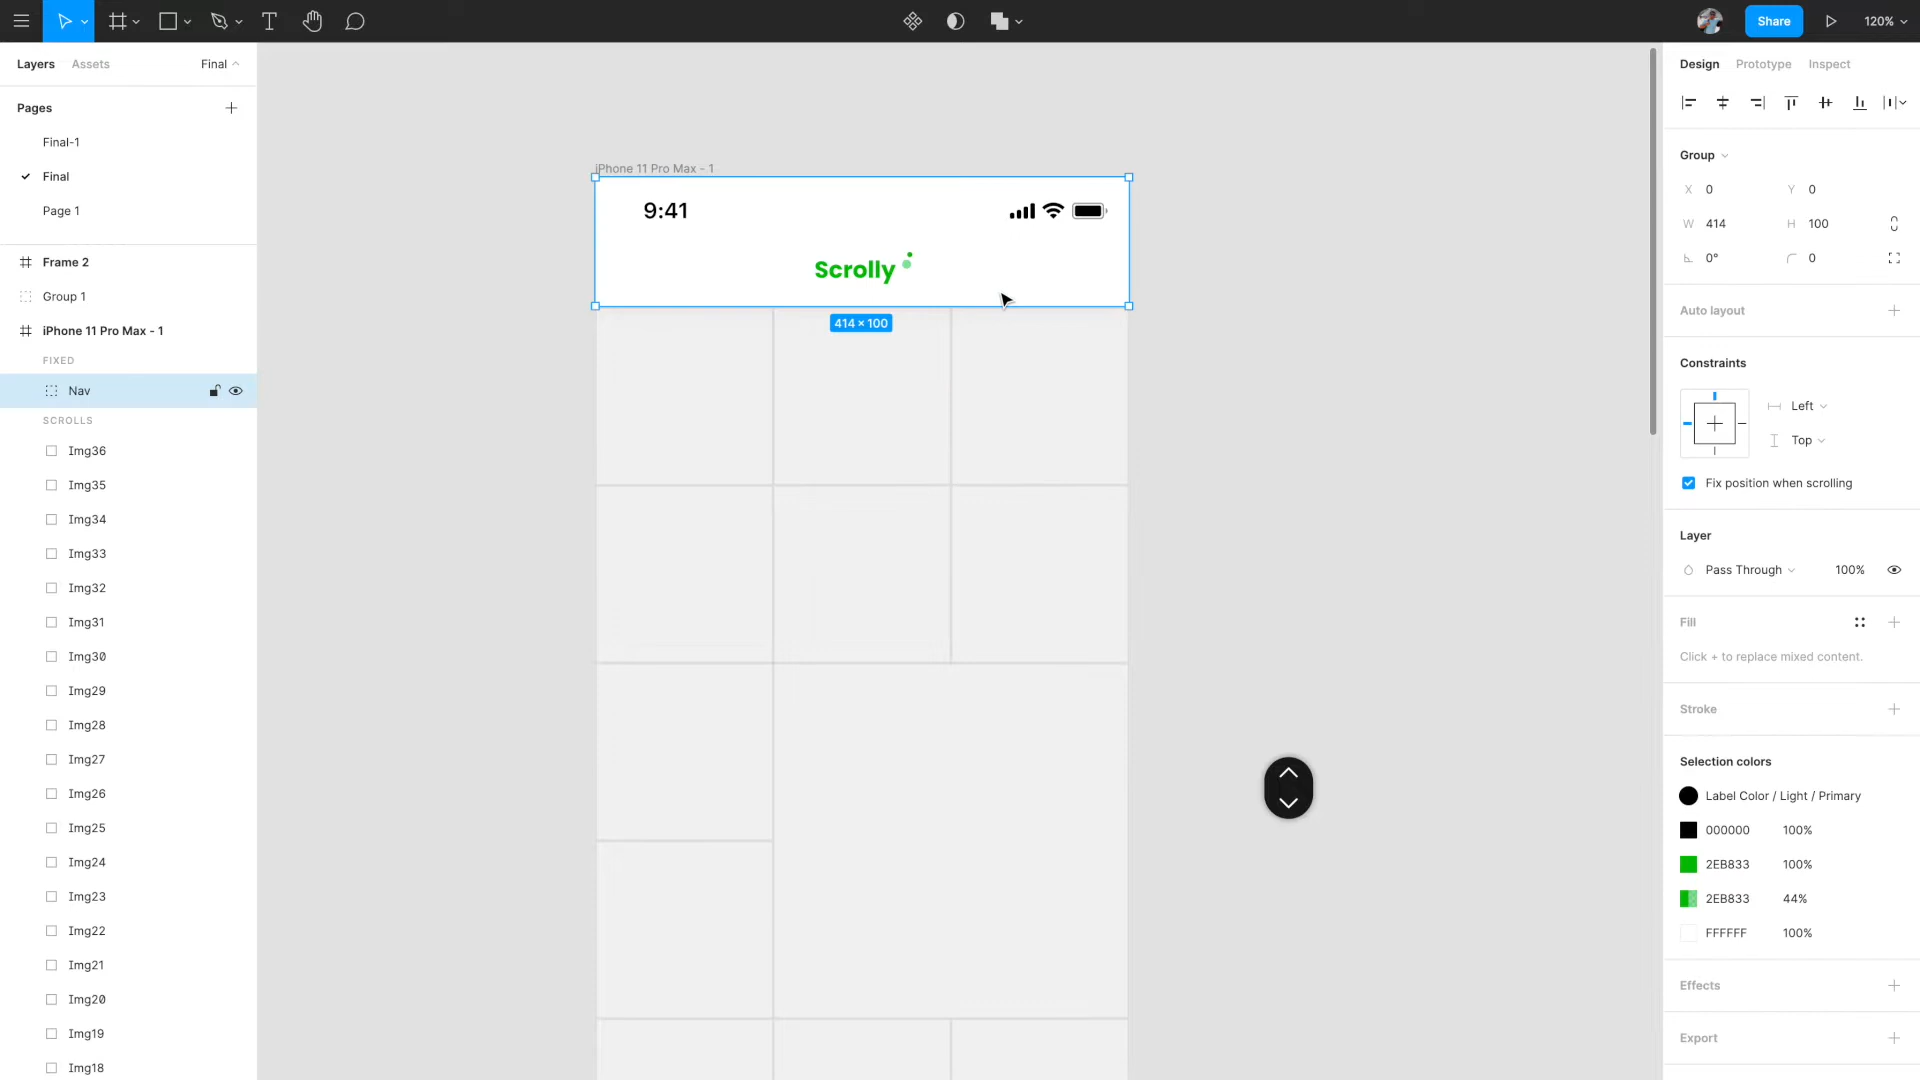 Share
120%
Layers
Assets
Final
Pages
Final-1
Final
Page 1
Frame 2
Group 1
iPhone 11 Pro Max - 1
FIXED
Nav
SCROLLS
Img36
Img35
Img34
Img33
Img32
Img31
Img30
Img29
Img28
Img27
Img26
Img25
Img24
Img23
Img22
Img21
Img20
Img19
Img18
iPhone 11 Pro Max - 1
9:41
Scrolly
414 × 100
Design
Prototype
Inspect
Group
X 0
Y 0
W 414
H 100
0°
0
Auto layout
Constraints
Left
Top
Fix position when scrolling
Layer
Pass Through
100%
Fill
Click + to replace mixed content.
Stroke
Selection colors
Label Color / Light / Primary
000000 100%
2EB833 100%
2EB833 44%
FFFFFF 100%
Effects
Export